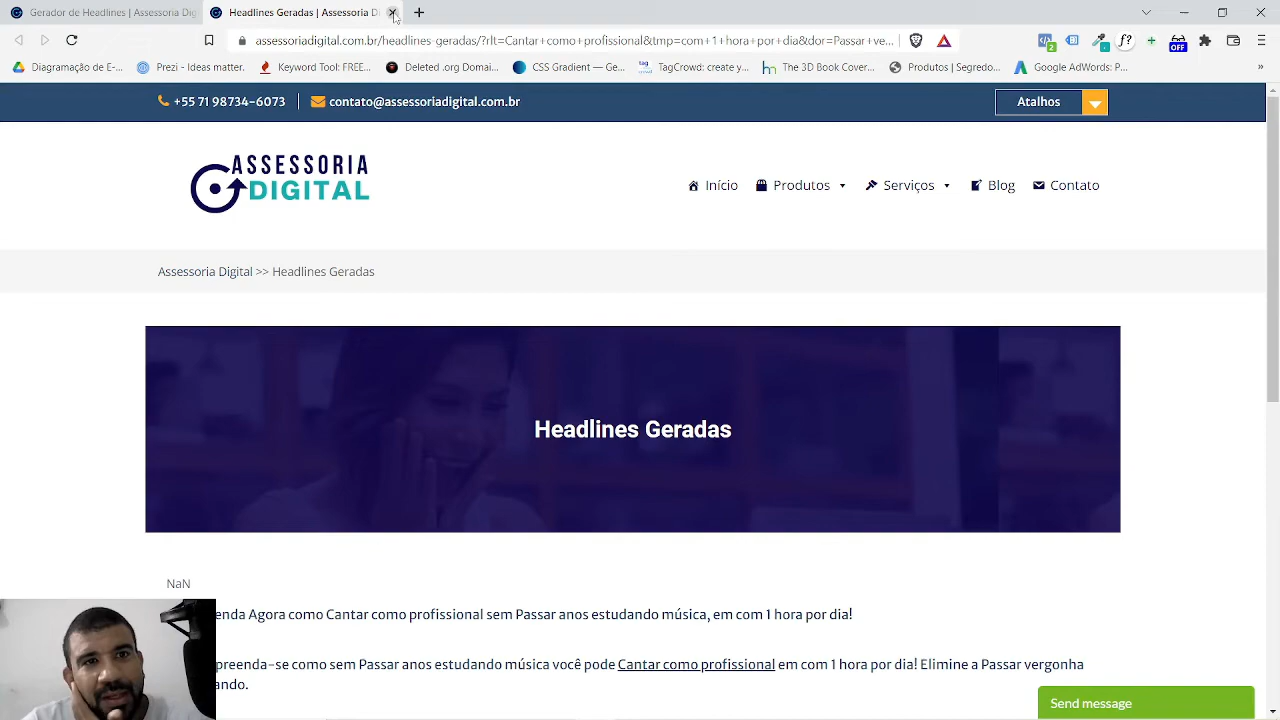 Gerador de Headlines | Assessoria Dig
Headlines Geradas | Assessoria Di
assessoriadigital.com.br/headlines-geradas/?rlt=Cantar+como+profissional&tmp=com+1+hora+por+dia&dor=Passar+ve...
Diagramação de E-... Prezi - Ideas matter. Keyword Tool: FREE... Deleted .org Domain... CSS Gradient — Ge... TagCrowd: create y... The 3D Book Cover... Produtos | Segredo... Google AdWords: P...
+55 71 98734-6073 contato@assessoriadigital.com.br Atalhos
ASSESSORIA
DIGITAL
Início Produtos Serviços Blog Contato
Assessoria Digital >> Headlines Geradas
Headlines Geradas
NaN
enda Agora como Cantar como profissional sem Passar anos estudando música, em com 1 hora por dia!
preenda-se como sem Passar anos estudando música você pode Cantar como profissional em com 1 hora por dia! Elimine a Passar vergonha
ando.
Send message